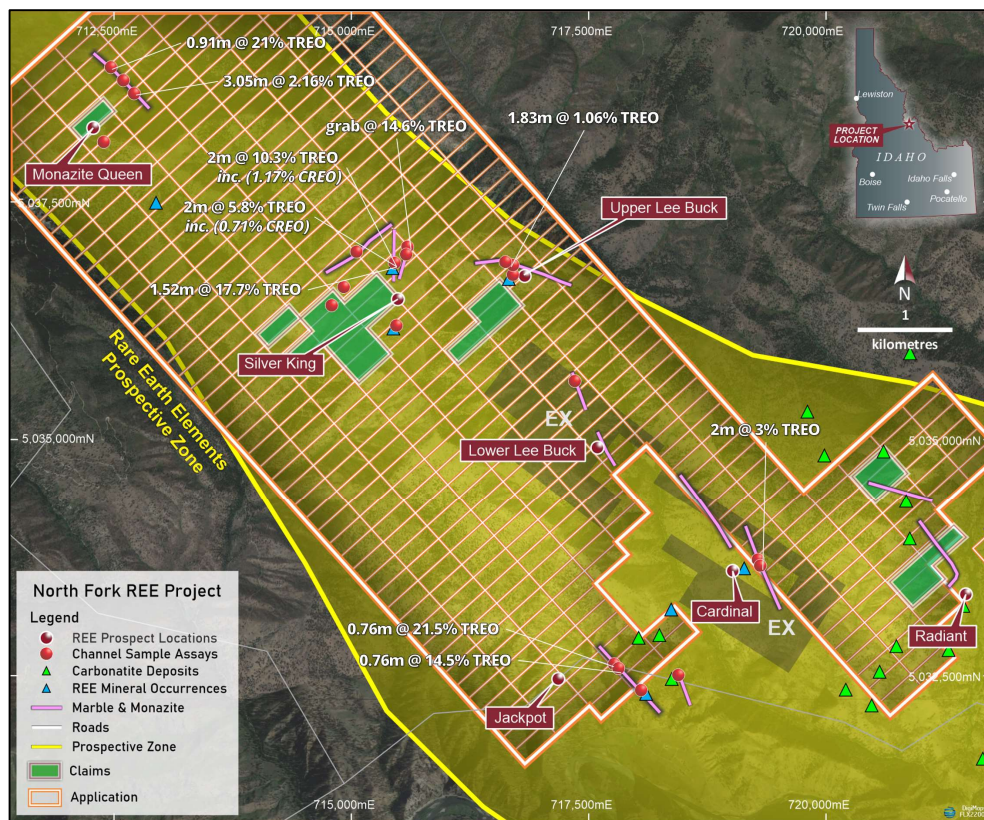 712,500mE
715,000mE
717,500mE
720,000mE
0.91m @ 21% TREO
3.05m @ 2.16% TREO
grab @ 14.6% TREO
1.83m @ 1.06% TREO
2m @ 10.3% TREO
inc. (1.17% CREO)
Monazite Queen
5,037,500mN
2m @ 5.8% TREO
inc. (0.71% CREO)
Upper Lee Buck
1.52m @ 17.7% TREO
Silver King
Lewiston
PROJECT
LOCATION
IDAHO
Boise
Idaho Falls
Pocatello
Twin Falls
N
1
kilometres
Rare Earth Elements
Prospective Zone
EX
2m @ 3% TREO
5,035,000mN
5,035,000mN
Lower Lee Buck
Cardinal
EX
Radiant
0.76m @ 21.5% TREO
0.76m @ 14.5% TREO
5,032,500mN
Jackpot
North Fork REE Project
Legend
REE Prospect Locations
Channel Sample Assays
Carbonatite Deposits
REE Mineral Occurrences
Marble & Monazite
Roads
Prospective Zone
Claims
Application
715,000mE
717,500mE
720,000mE